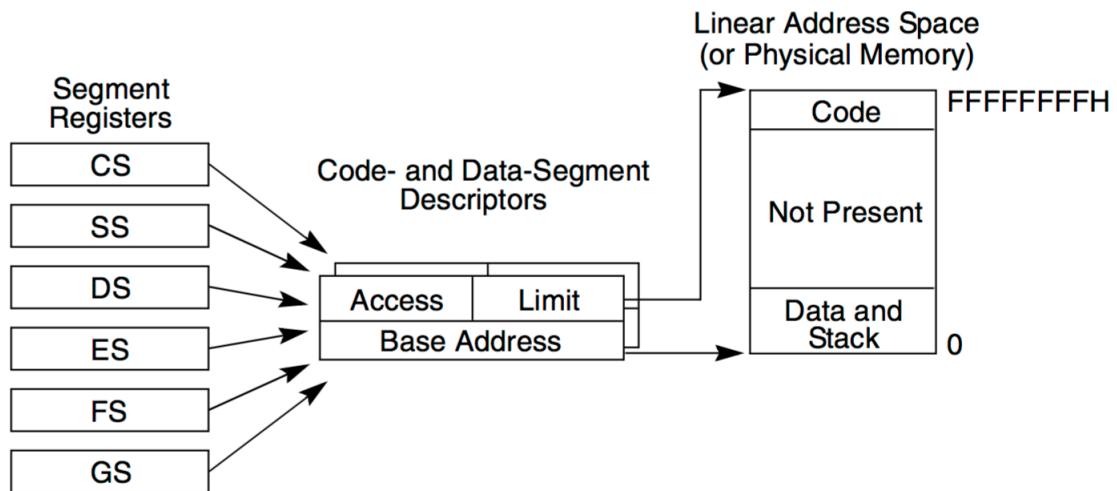 Linear Address Space
(or Physical Memory)
Segment
Registers
CS
SS
DS
ES
FS
GS
Code- and Data-Segment
Descriptors
Access
Limit
Base Address
Code
FFFFFFFFH
Not Present
Data and
Stack
0